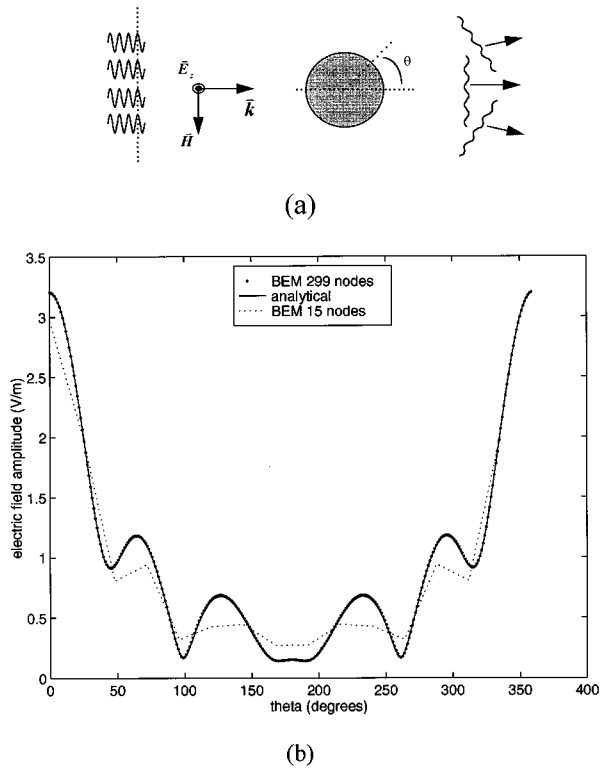 Ē_z
θ
k̄
H̄
(a)
3.5
3
2.5
2
1.5
1
0.5
0
electric field amplitude (V/m)
BEM 299 nodes
analytical
BEM 15 nodes
0 50 100 150 200 250 300 350 400
theta (degrees)
(b)